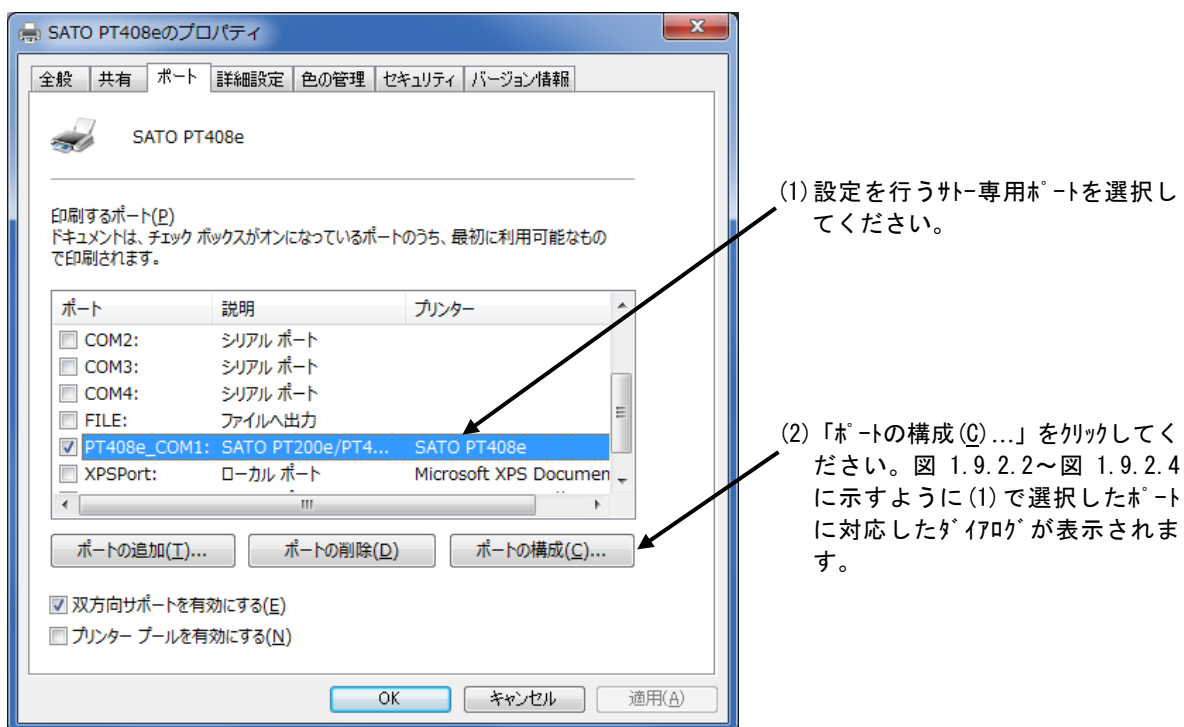 SATO PT408eのプロパティ
全般 共有 ポート 詳細設定 色の管理 セキュリティ バージョン情報
SATO PT408e
印刷するポート(P)
ドキュメントは、チェック ボックスがオンになっているポートのうち、最初に利用可能なもの
で印刷されます。
ポート 説明 プリンター
COM2: シリアル ポート
COM3: シリアル ポート
COM4: シリアル ポート
FILE: ファイルへ出力
PT408e_COM1: SATO PT200e/PT4... SATO PT408e
XPSPort: ローカル ポート Microsoft XPS Documen
ポートの追加(T)... ポートの削除(D) ポートの構成(C)...
双方向サポートを有効にする(E)
プリンター プールを有効にする(N)
OK キャンセル 適用(A)
(1)設定を行うｻﾄｰ専用ﾎﾟｰﾄを選択し
てください。
(2)「ﾎﾟｰﾄの構成(C)...」をｸﾘｯｸしてく
ださい。図 1.9.2.2～図 1.9.2.4
に示すように(1)で選択したﾎﾟｰﾄ
に対応したﾀﾞｲｱﾛｸﾞが表示されま
す。